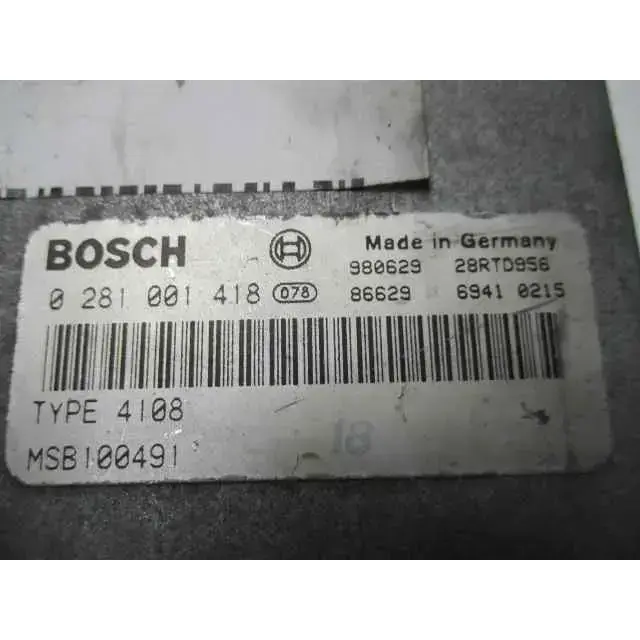 BOSCH
Made in Germany
980629 28RTD956
0 281 001 418 078 86629 6941 0215
TYPE 4108
MSB100491
18